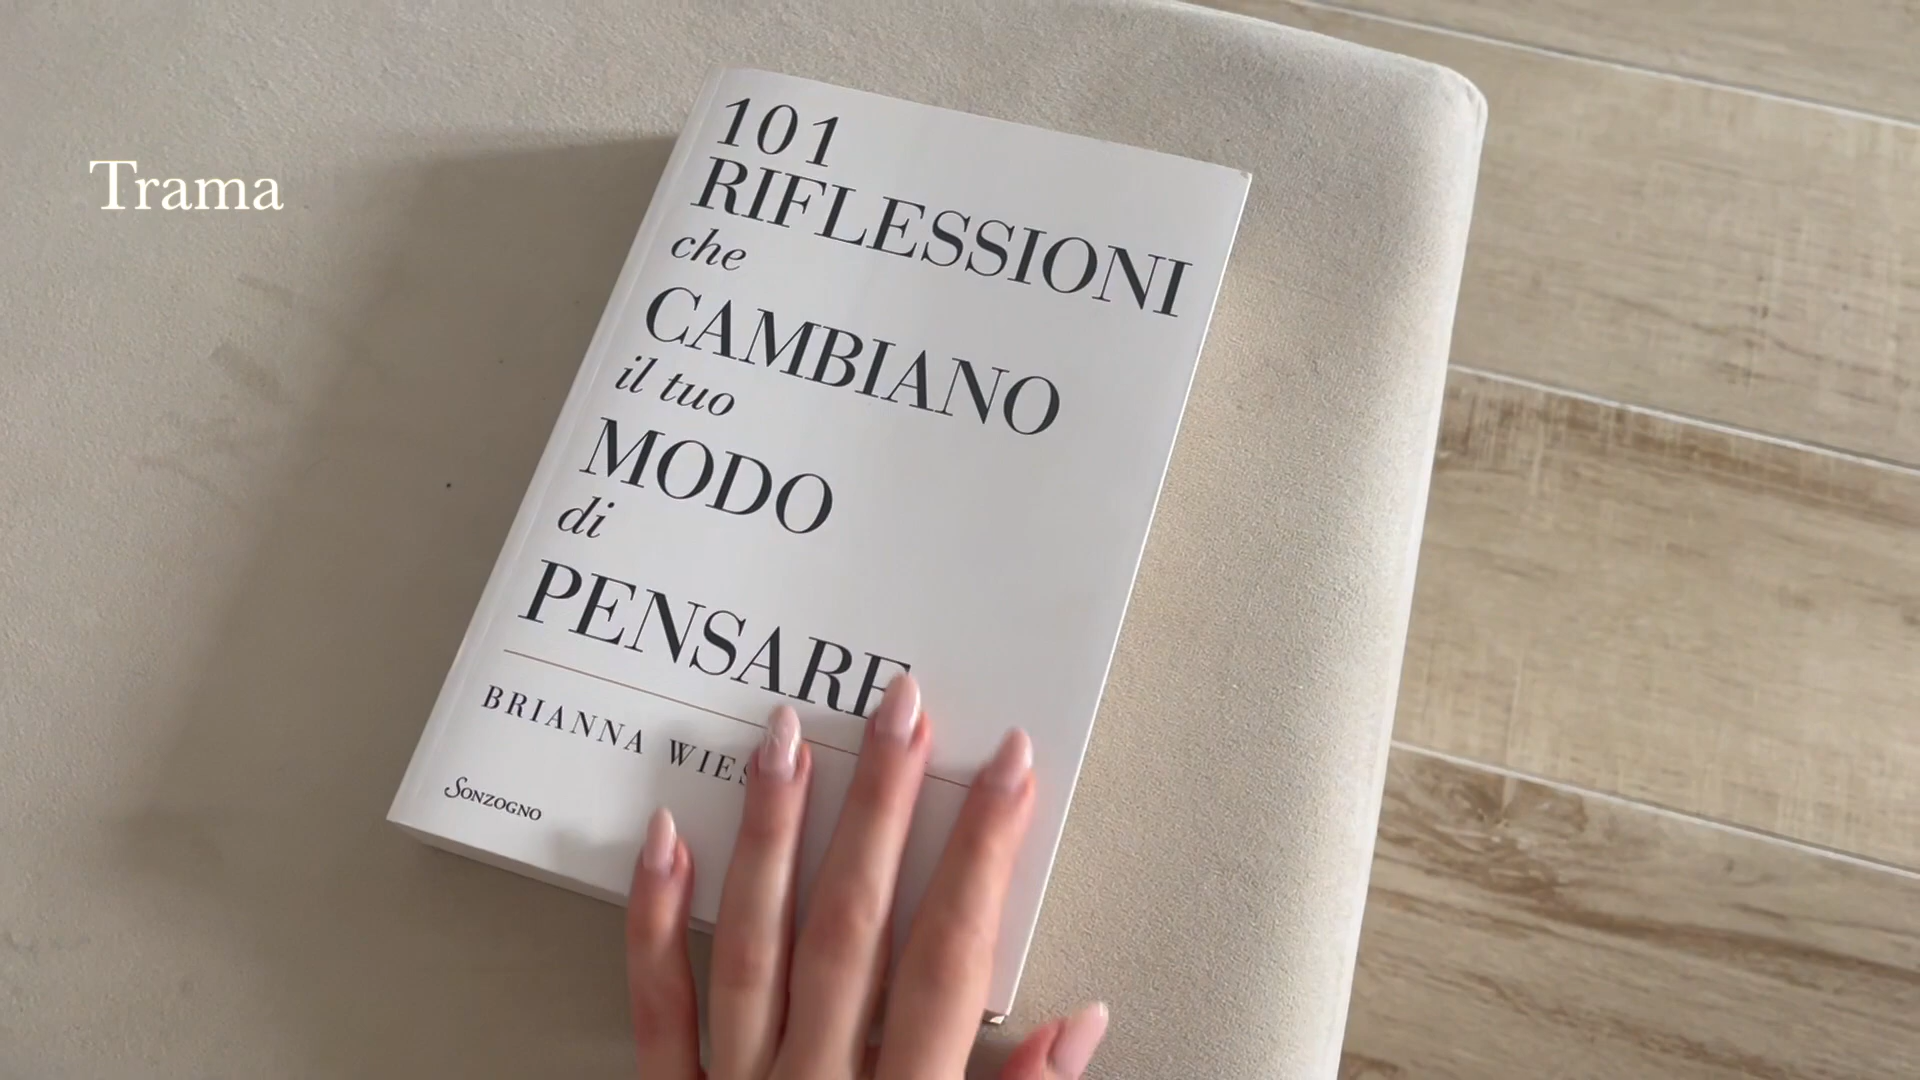 Trama
101
RIFLESSIONI
che
CAMBIANO
il tuo
MODO
di
PENSARE
BRIANNA
SONZOGNO